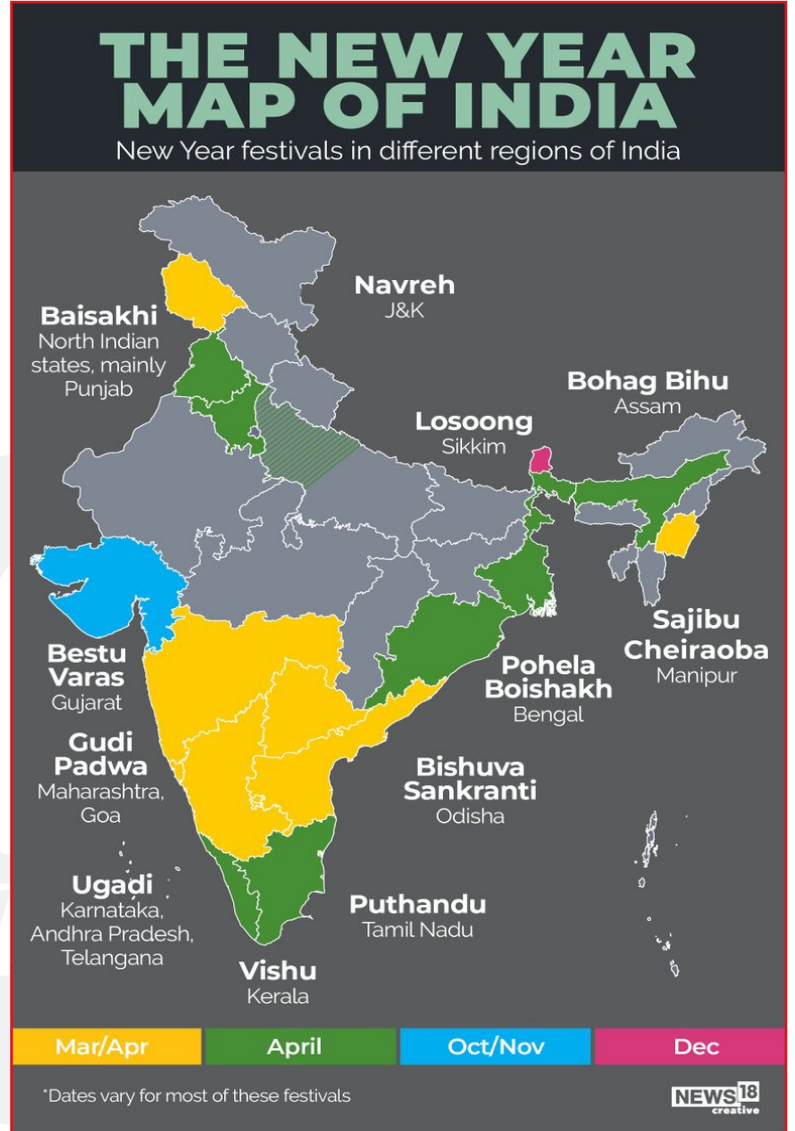 THE NEW YEAR
MAP OF INDIA
New Year festivals in different regions of India
Navreh
J&K
Baisakhi
North Indian
states, mainly
Punjab
Bohag Bihu
Assam
Losoong
Sikkim
Bestu
Varas
Gujarat
Sajibu
Cheiraoba
Manipur
Pohela
Boishakh
Bengal
Gudi
Padwa
Maharashtra,
Goa
Bishuva
Sankranti
Odisha
Ugadi
Karnataka,
Andhra Pradesh,
Telangana
Puthandu
Tamil Nadu
Vishu
Kerala
Mar/Apr
April
Oct/Nov
Dec
*Dates vary for most of these festivals
NEWS18
creative